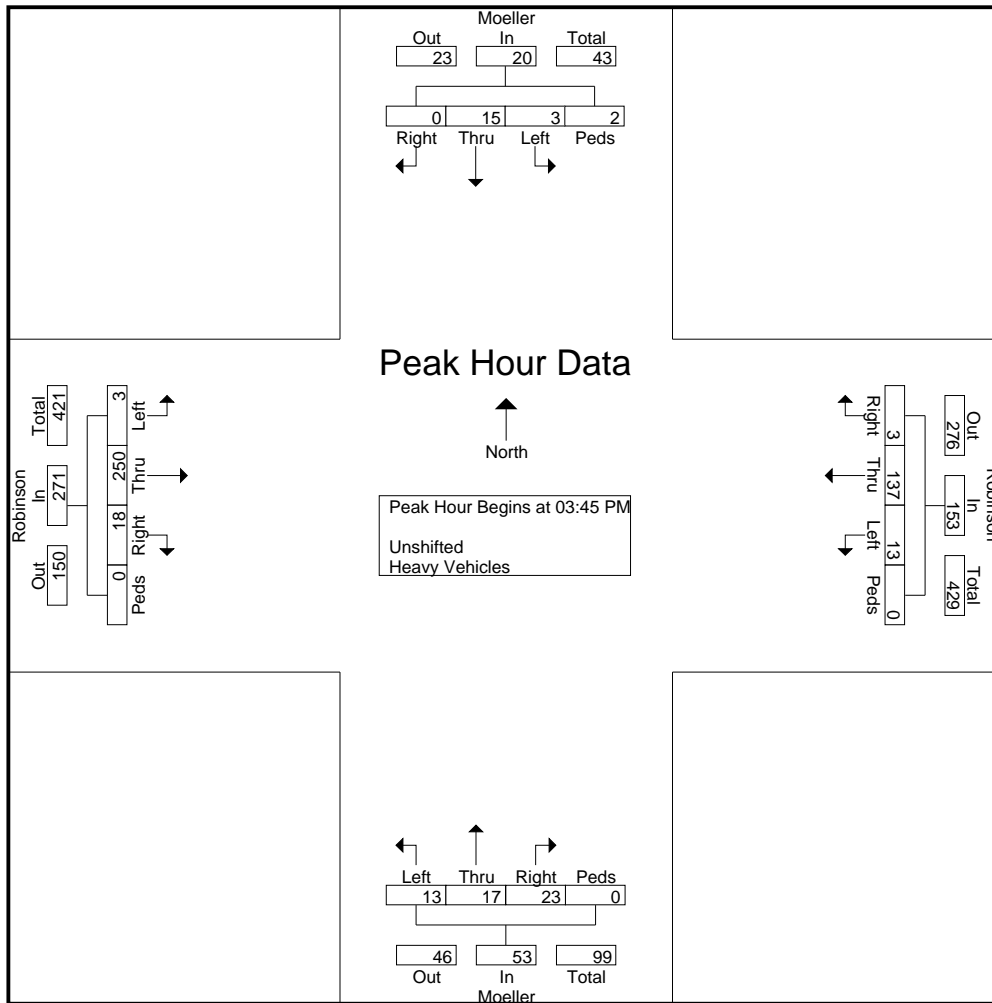 Moeller
Out In Total
23 20 43
0 15 3 2
Right Thru Left Peds
Peak Hour Data
North
Peak Hour Begins at 03:45 PM
Unshifted
Heavy Vehicles
Robinson
Total In Out
421 271 150
3 250 18 0
Left Thru Right Peds
Right Thru Left Peds
3 137 13 0
Out In Total
276 153 429
Robinson
Left Thru Right Peds
13 17 23 0
46 53 99
Out In Total
Moeller